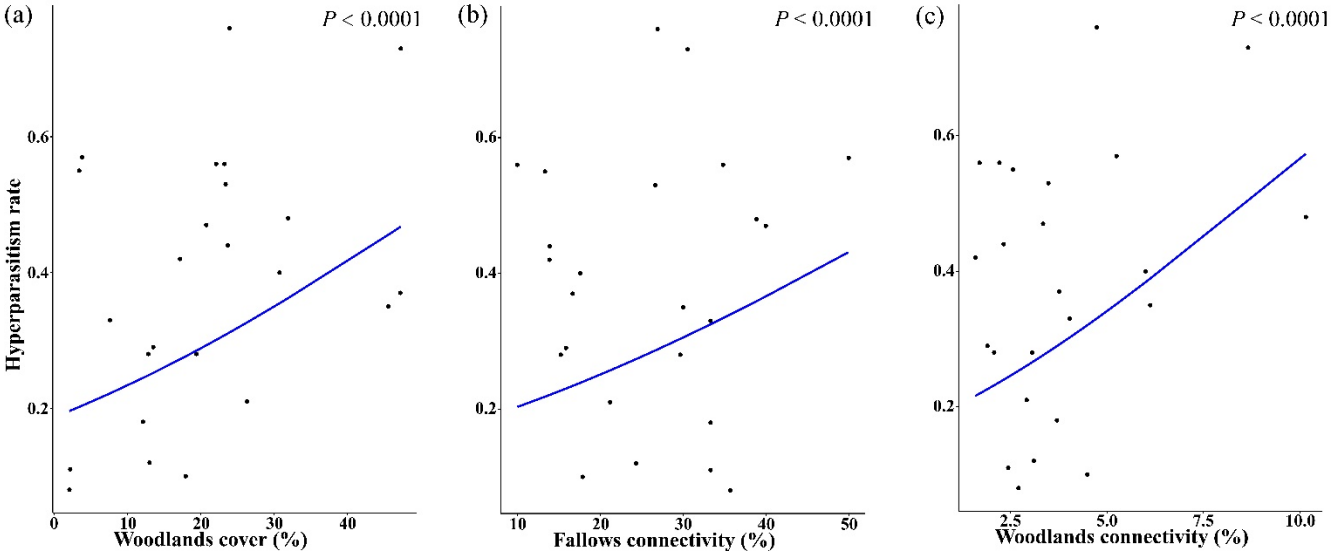 (a)
P < 0.0001
(b)
P < 0.0001
(c)
P < 0.0001
Hyperparasitism rate
0.6
0.4
0.2
0 10 20 30 40
Woodlands cover (%)
0.6
0.4
0.2
10 20 30 40 50
Fallows connectivity (%)
0.6
0.4
0.2
2.5 5.0 7.5 10.0
Woodlands connectivity (%)